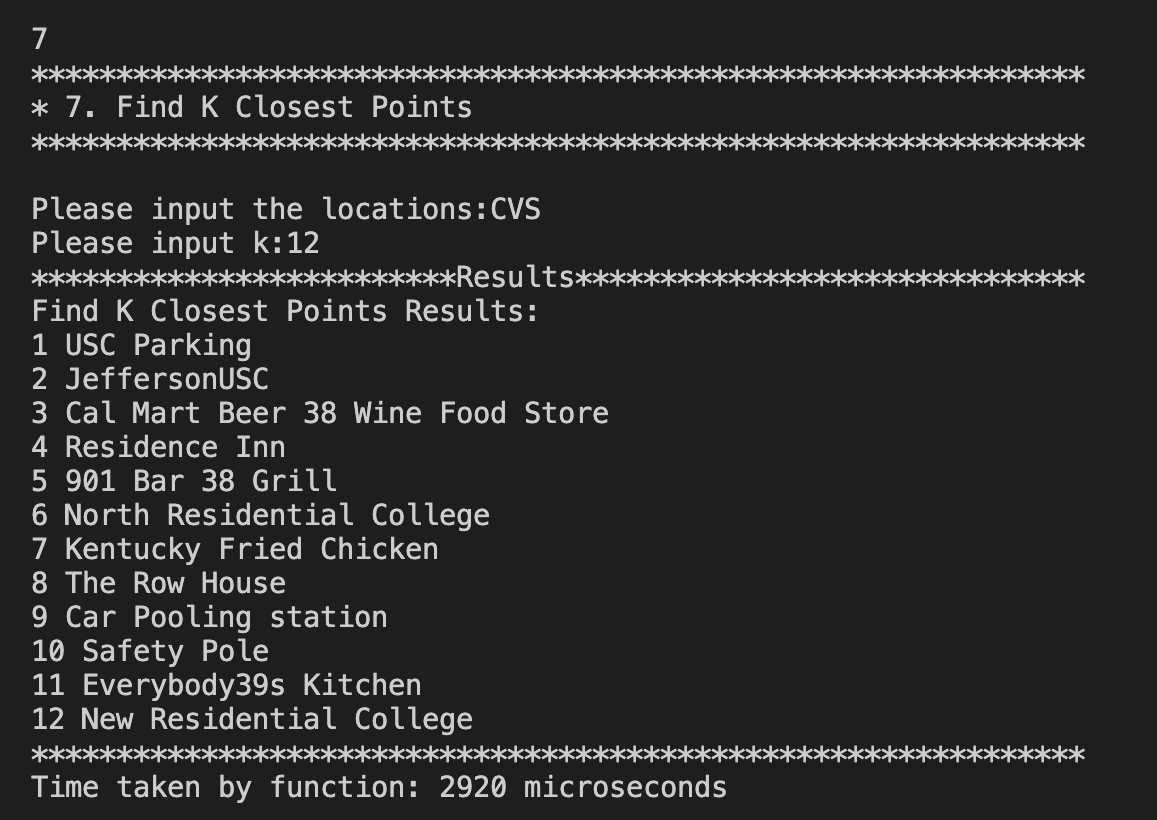 7
**************************************************************
* 7. Find K Closest Points
**************************************************************
Please input the locations:CVS
Please input k:12
*************************Results******************************
Find K Closest Points Results:
1 USC Parking
2 JeffersonUSC
3 Cal Mart Beer 38 Wine Food Store
4 Residence Inn
5 901 Bar 38 Grill
6 North Residential College
7 Kentucky Fried Chicken
8 The Row House
9 Car Pooling station
10 Safety Pole
11 Everybody39s Kitchen
12 New Residential College
**************************************************************
Time taken by function: 2920 microseconds